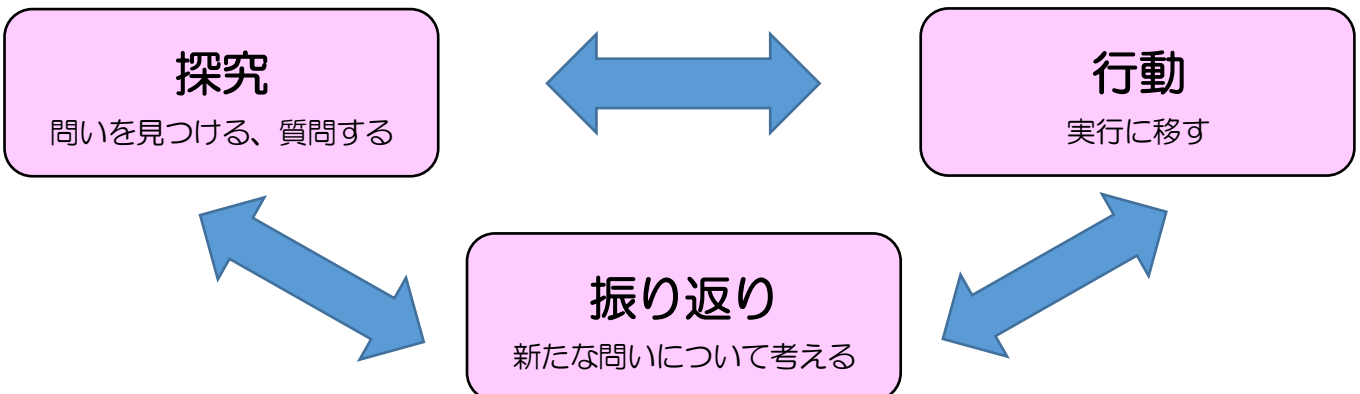 探究
問いを見つける、質問する
行動
実行に移す
振り返り
新たな問いについて考える